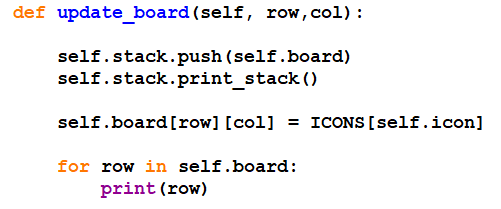 def update_board(self, row,col):
self.stack.push(self.board)
self.stack.print_stack()
self.board[row][col] = ICONS[self.icon]
for row in self.board:
print(row)